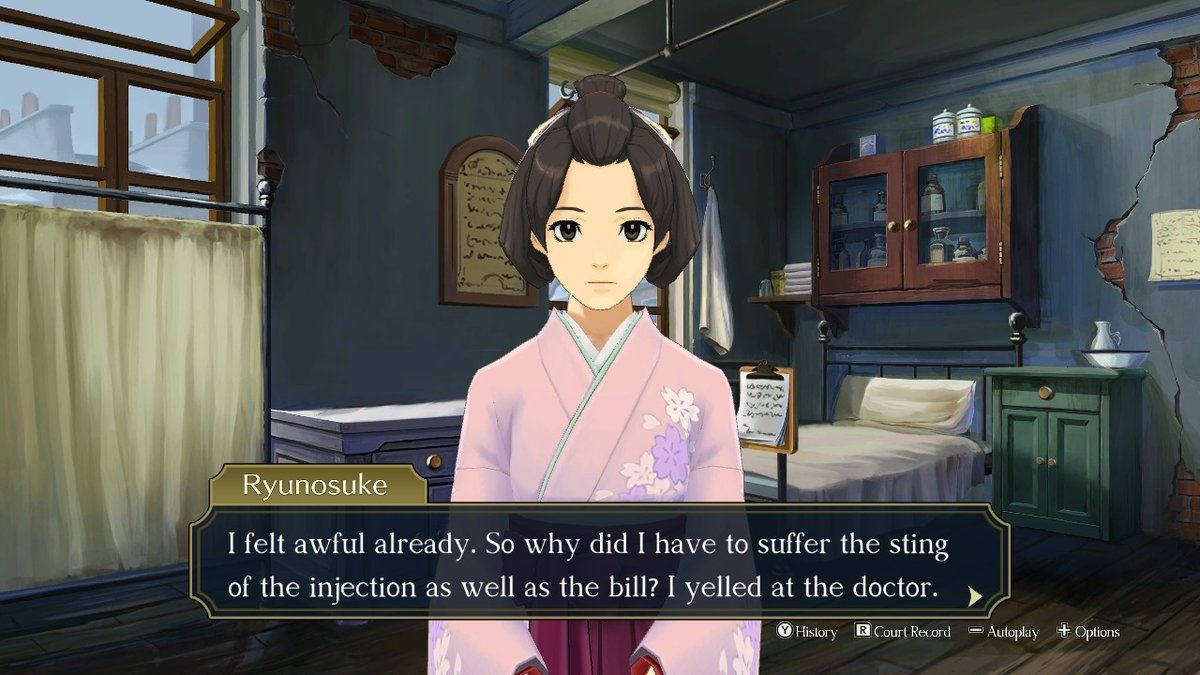 Ryunosuke
I felt awful already. So why did I have to suffer the sting
of the injection as well as the bill? I yelled at the doctor.
Y History R Court Record − Autoplay + Options